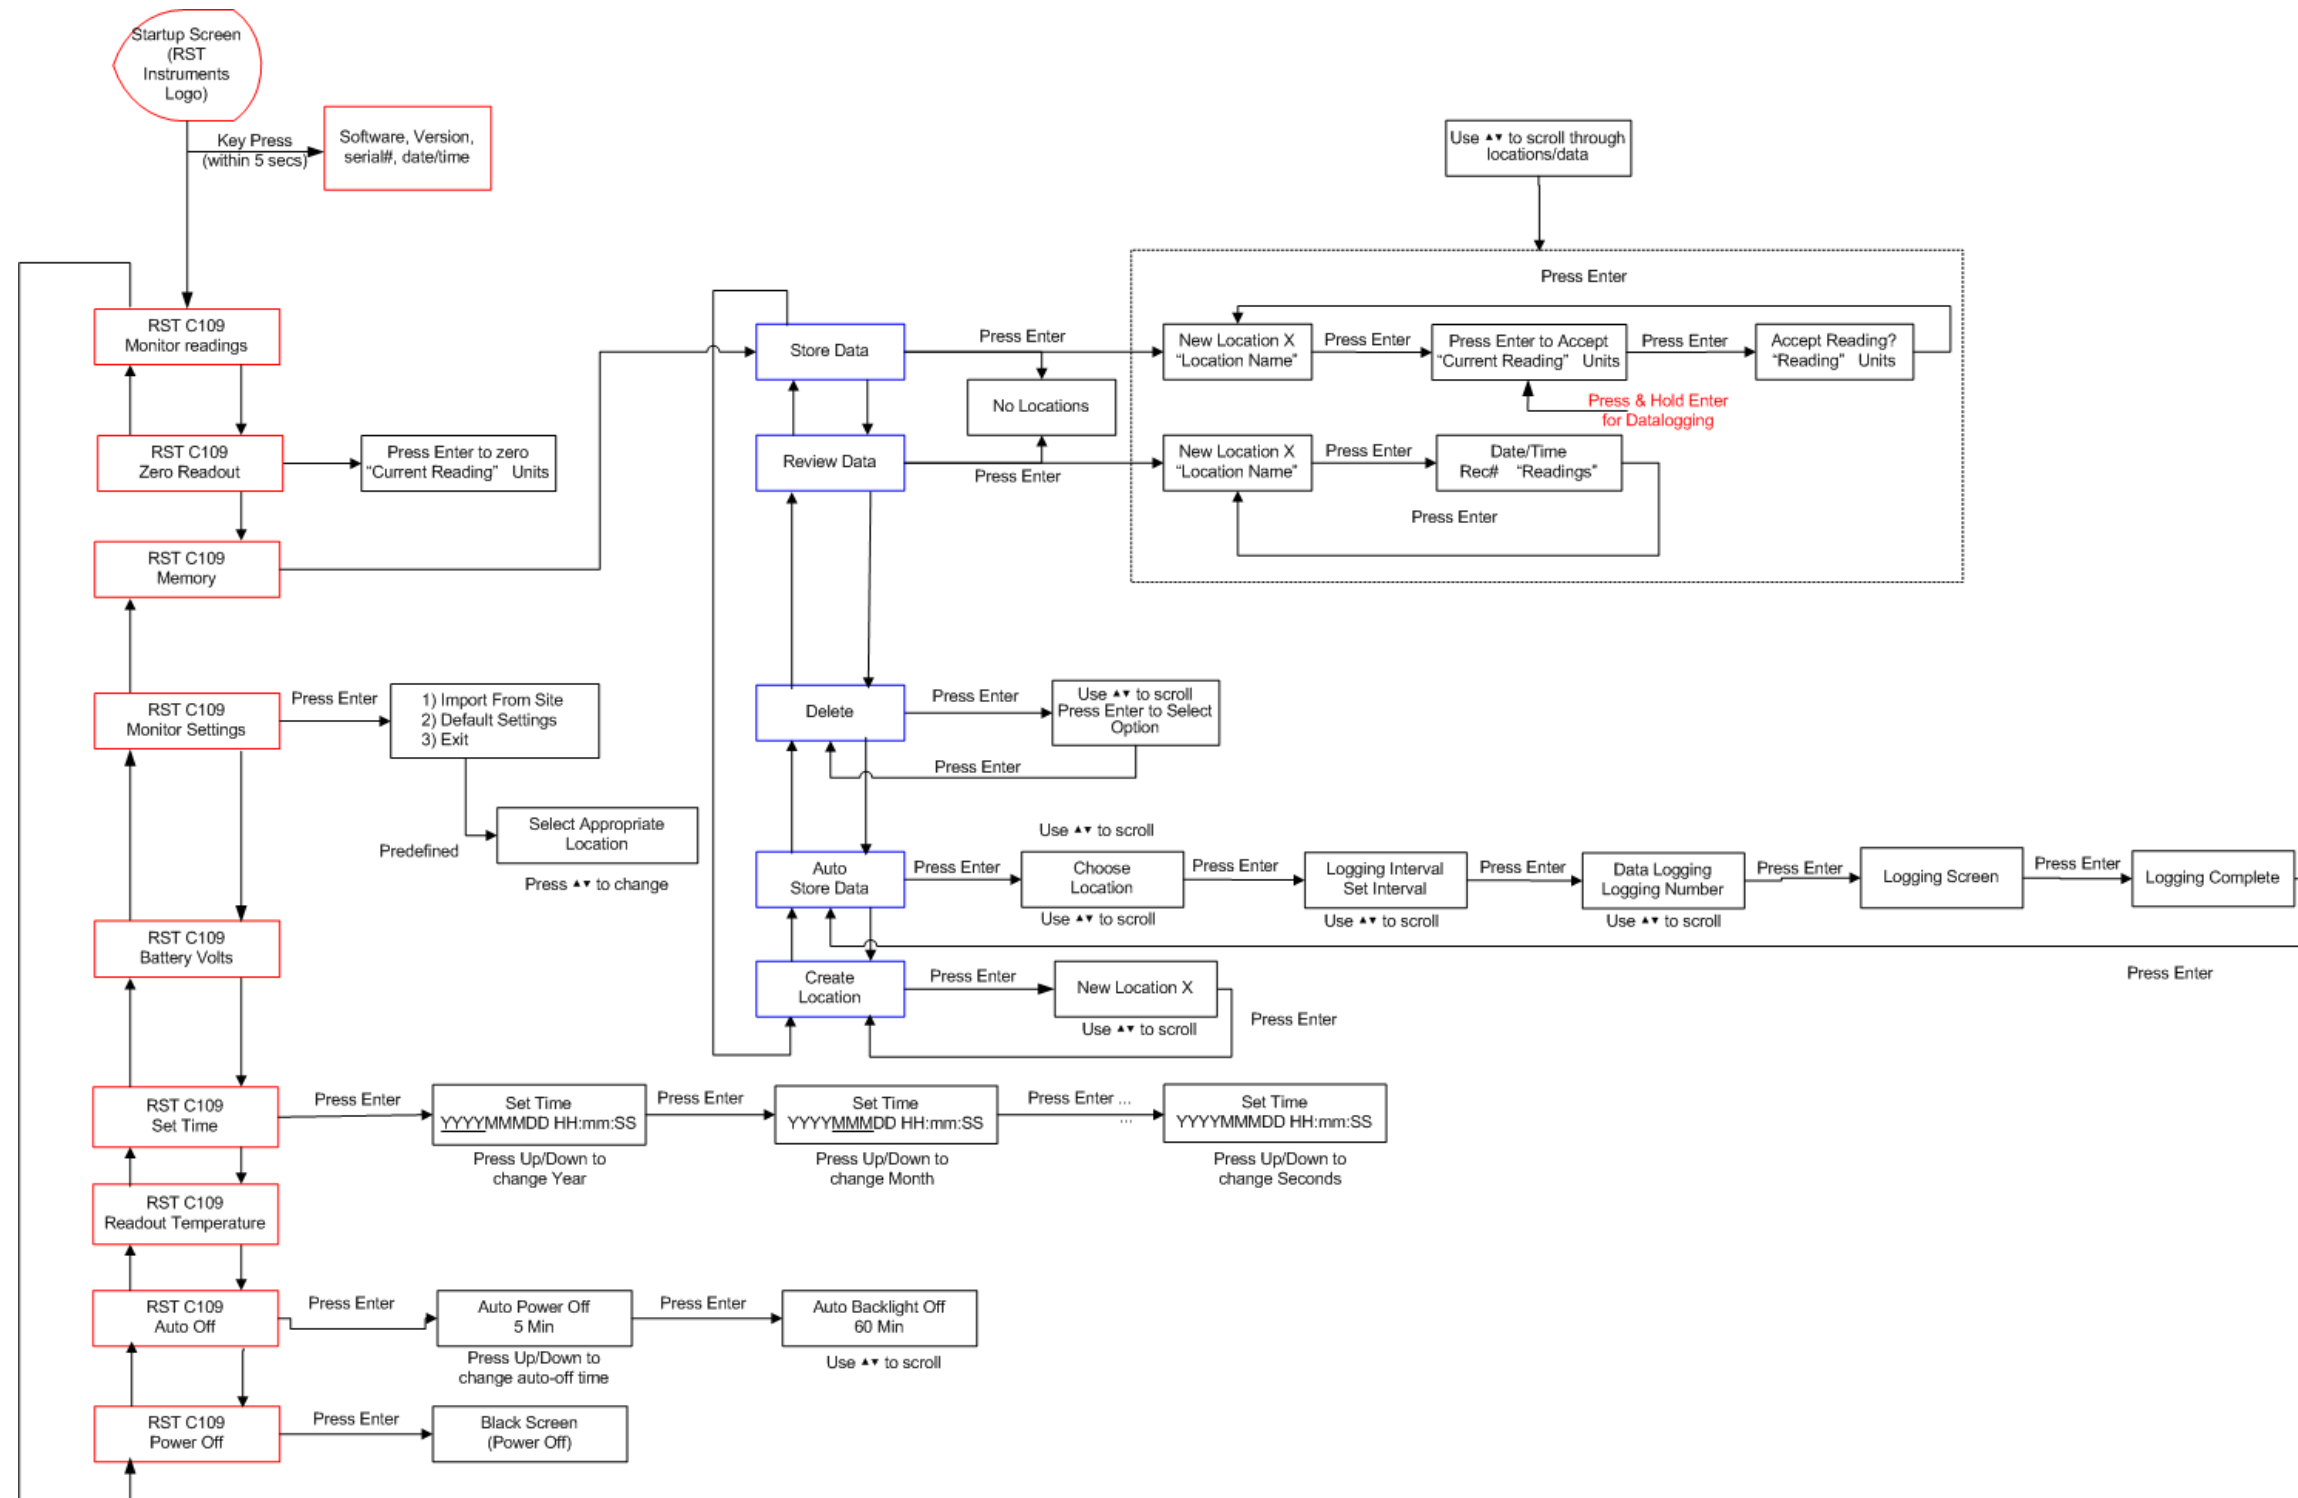 Startup Screen
(RST
Instruments
Logo)
Key Press
(within 5 secs)
Software, Version,
serial#, date/time
Use ▲▼ to scroll through
locations/data
Press Enter
RST C109
Monitor readings
Store Data
Press Enter
New Location X
“Location Name”
Press Enter
Press Enter to Accept
“Current Reading” Units
Press Enter
Accept Reading?
“Reading” Units
No Locations
Press & Hold Enter
for Datalogging
RST C109
Zero Readout
Press Enter to zero
“Current Reading” Units
Review Data
Press Enter
New Location X
“Location Name”
Press Enter
Date/Time
Rec# “Readings”
Press Enter
RST C109
Memory
RST C109
Monitor Settings
Press Enter
1) Import From Site
2) Default Settings
3) Exit
Delete
Press Enter
Use ▲▼ to scroll
Press Enter to Select
Option
Press Enter
Predefined
Select Appropriate
Location
Press ▲▼ to change
Use ▲▼ to scroll
Auto
Store Data
Press Enter
Choose
Location
Use ▲▼ to scroll
Press Enter
Logging Interval
Set Interval
Use ▲▼ to scroll
Press Enter
Data Logging
Logging Number
Use ▲▼ to scroll
Press Enter
Logging Screen
Press Enter
Logging Complete
Press Enter
RST C109
Battery Volts
Create
Location
Press Enter
New Location X
Use ▲▼ to scroll
Press Enter
RST C109
Set Time
Press Enter
Set Time
YYYYMMMDD HH:mm:SS
Press Up/Down to
change Year
Press Enter
Set Time
YYYYMMMDD HH:mm:SS
Press Up/Down to
change Month
Press Enter ...
...
Set Time
YYYYMMMDD HH:mm:SS
Press Up/Down to
change Seconds
RST C109
Readout Temperature
RST C109
Auto Off
Press Enter
Auto Power Off
5 Min
Press Up/Down to
change auto-off time
Press Enter
Auto Backlight Off
60 Min
Use ▲▼ to scroll
RST C109
Power Off
Press Enter
Black Screen
(Power Off)